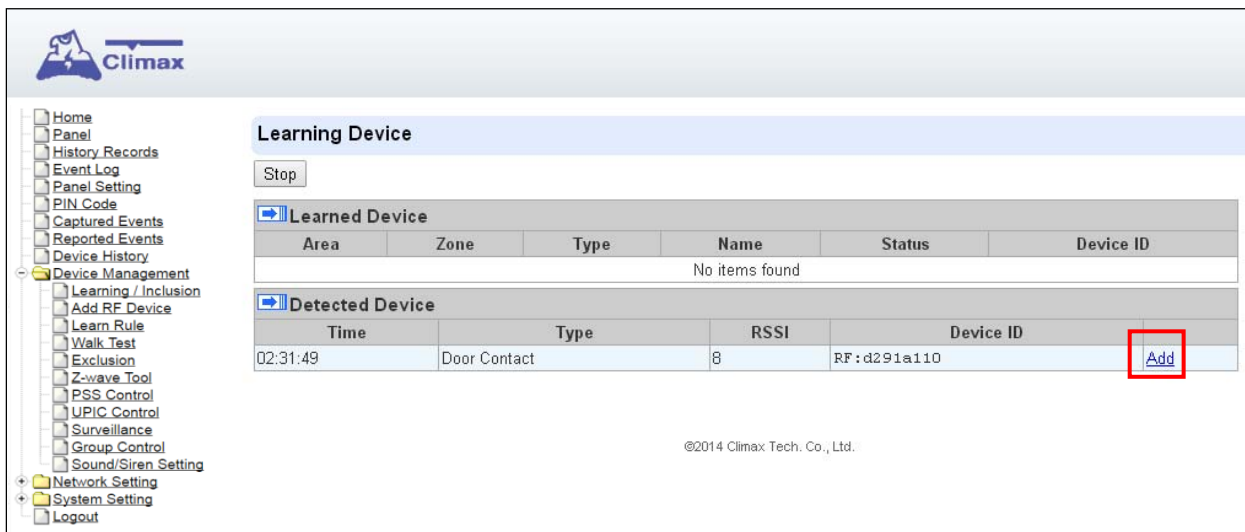 Climax
Home
Panel
History Records
Event Log
Panel Setting
PIN Code
Captured Events
Reported Events
Device History
Device Management
Learning / Inclusion
Add RF Device
Learn Rule
Walk Test
Exclusion
Z-wave Tool
PSS Control
UPIC Control
Surveillance
Group Control
Sound/Siren Setting
Network Setting
System Setting
Logout
Learning Device
Stop
Learned Device
Area Zone Type Name Status Device ID
No items found
Detected Device
Time Type RSSI Device ID
02:31:49 Door Contact 8 RF:d291a110 Add
©2014 Climax Tech. Co., Ltd.